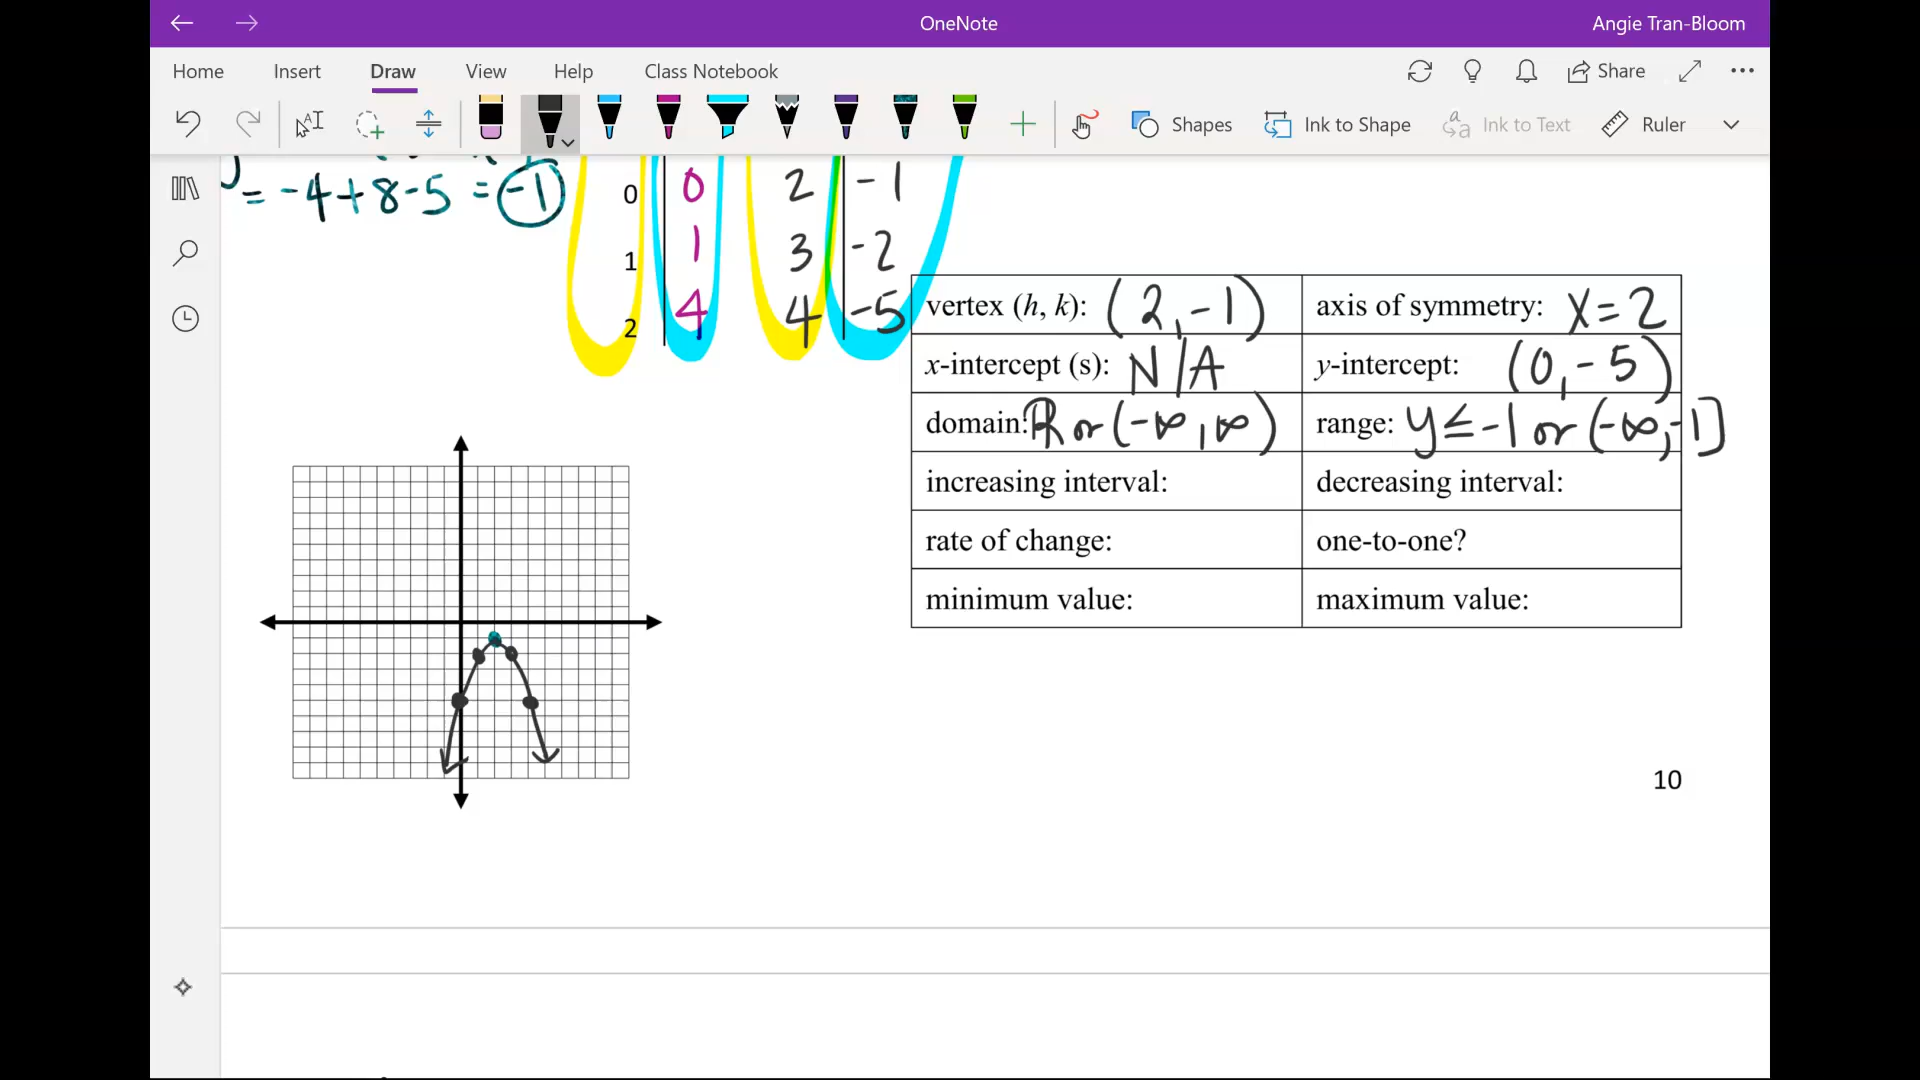 OneNote
Angie Tran-Bloom
Home Insert Draw View Help Class Notebook Share
Shapes Ink to Shape Ink to Text Ruler
= -4+8-5 = -1
0 0 2 -1
1 1 3 -2
2 4 4 -5
vertex (h, k): (2, -1) axis of symmetry: x=2
x-intercept (s): N/A y-intercept: (0, -5)
domain: ℝ or (-∞, ∞) range: y≤-1 or (-∞, -1]
increasing interval: decreasing interval:
rate of change: one-to-one?
minimum value: maximum value:
10